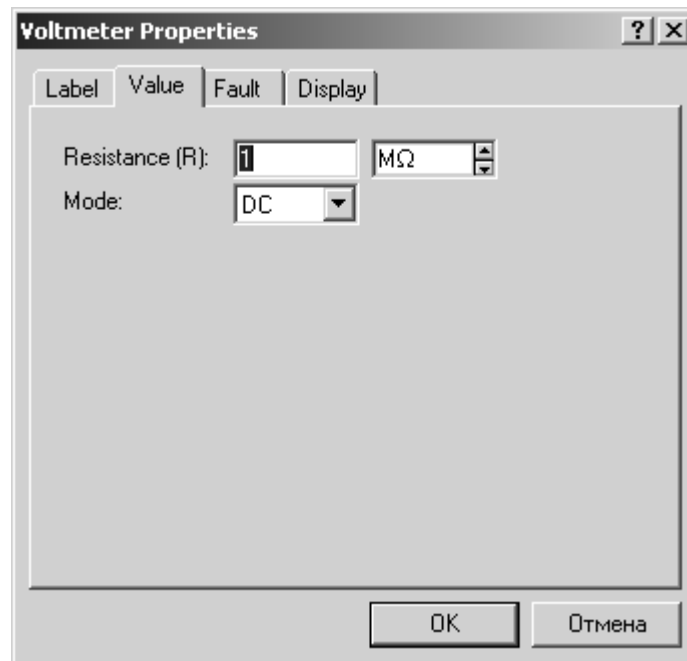 Voltmeter Properties ? X
Label Value Fault Display
Resistance (R): 1 MΩ
Mode: DC
OK Отмена